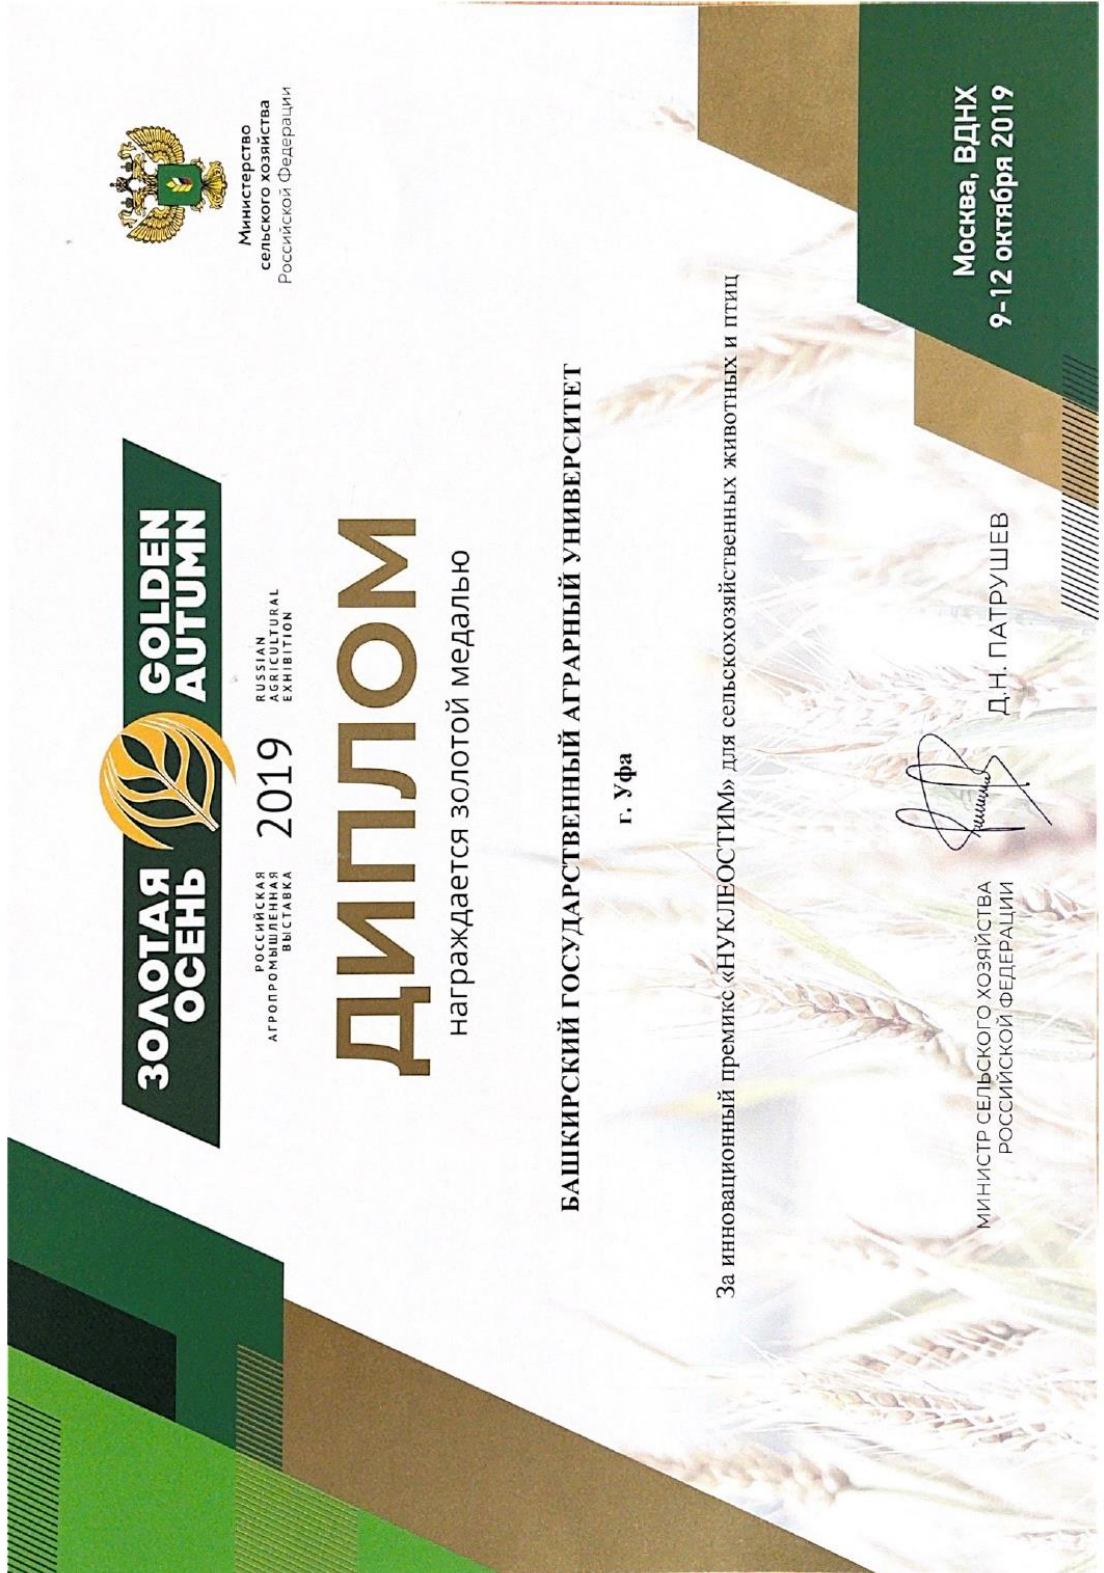 Министерство
сельского хозяйства
Российской Федерации
ЗОЛОТАЯ
ОСЕНЬ
GOLDEN
AUTUMN
РОССИЙСКАЯ
АГРОПРОМЫШЛЕННАЯ
ВЫСТАВКА
2019
RUSSIAN
AGRICULTURAL
EXHIBITION
ДИПЛОМ
награждается золотой медалью
БАШКИРСКИЙ ГОСУДАРСТВЕННЫЙ АГРАРНЫЙ УНИВЕРСИТЕТ
г. Уфа
За инновационный премикс «НУКЛЕОСТИМ» для сельскохозяйственных животных и птиц
МИНИСТР СЕЛЬСКОГО ХОЗЯЙСТВА
РОССИЙСКОЙ ФЕДЕРАЦИИ
Д.Н. ПАТРУШЕВ
Москва, ВДНХ
9-12 октября 2019